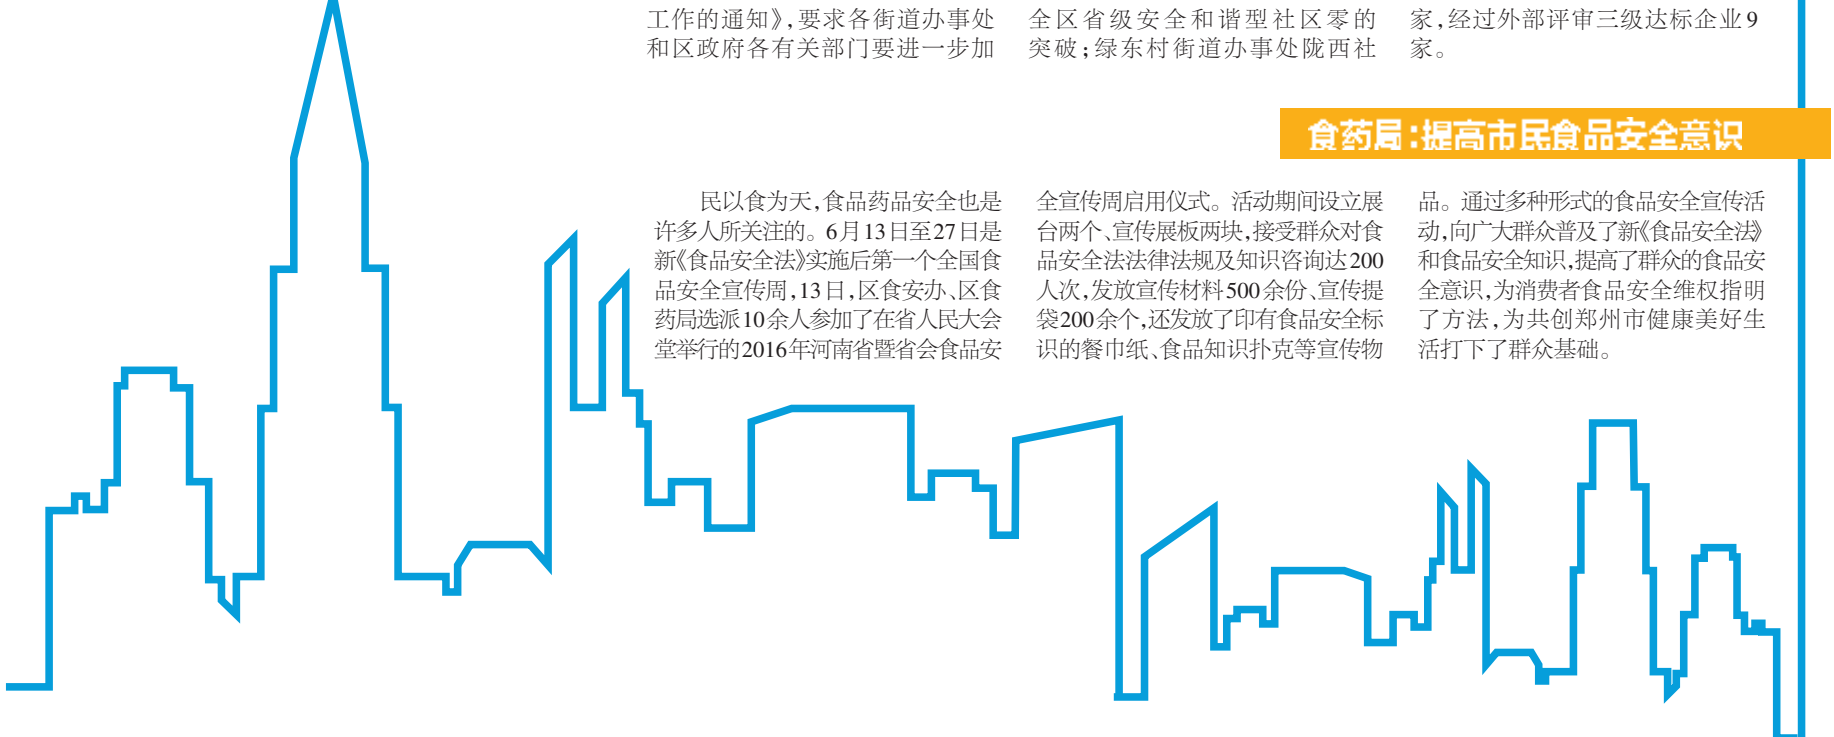 工作的通知》,要求各街道办事处
和区政府各有关部门要进一步加
全区省级安全和谐型社区零的
突破;绿东村街道办事处陇西社
家,经过外部评审三级达标企业9
家。
食药局:提高市民食品安全意识
民以食为天,食品药品安全也是
许多人所关注的。6月13日至27日是
新《食品安全法》实施后第一个全国食
品安全宣传周,13日,区食安办、区食
药局选派10余人参加了在省人民大会
堂举行的2016年河南省暨省会食品安
全宣传周启用仪式。活动期间设立展
台两个、宣传展板两块,接受群众对食
品安全法法律法规及知识咨询达200
人次,发放宣传材料500余份、宣传提
袋200余个,还发放了印有食品安全标
识的餐巾纸、食品知识扑克等宣传物
品。通过多种形式的食品安全宣传活
动,向广大群众普及了新《食品安全法》
和食品安全知识,提高了群众的食品安
全意识,为消费者食品安全维权指明
了方法,为共创郑州市健康美好生
活打下了群众基础。